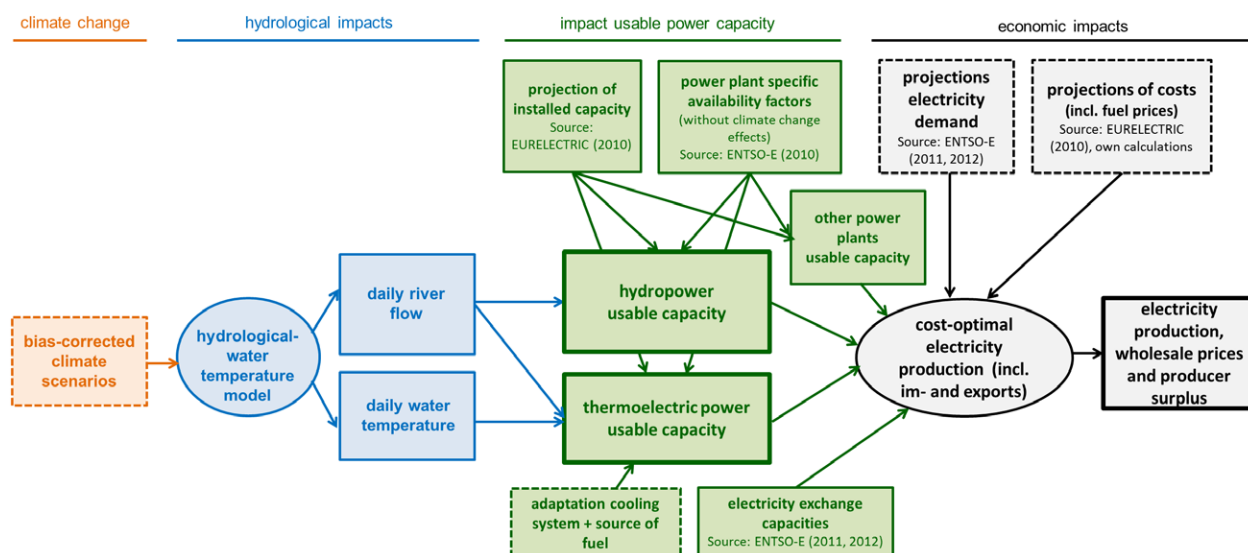 climate change
hydrological impacts
impact usable power capacity
economic impacts
projection of
installed capacity
Source:
EURELECTRIC (2010)
power plant specific
availability factors
(without climate change
effects)
Source: ENTSO-E (2010)
projections
electricity
demand
Source: ENTSO-E
(2011, 2012)
projections of costs
(incl. fuel prices)
Source: EURELECTRIC
(2010), own calculations
other power
plants
usable capacity
bias-corrected
climate
scenarios
hydrological-
water
temperature
model
daily river
flow
daily water
temperature
hydropower
usable capacity
thermoelectric power
usable capacity
cost-optimal
electricity
production (incl.
im- and exports)
electricity
production,
wholesale prices
and producer
surplus
adaptation cooling
system + source of
fuel
electricity exchange
capacities
Source: ENTSO-E (2011, 2012)